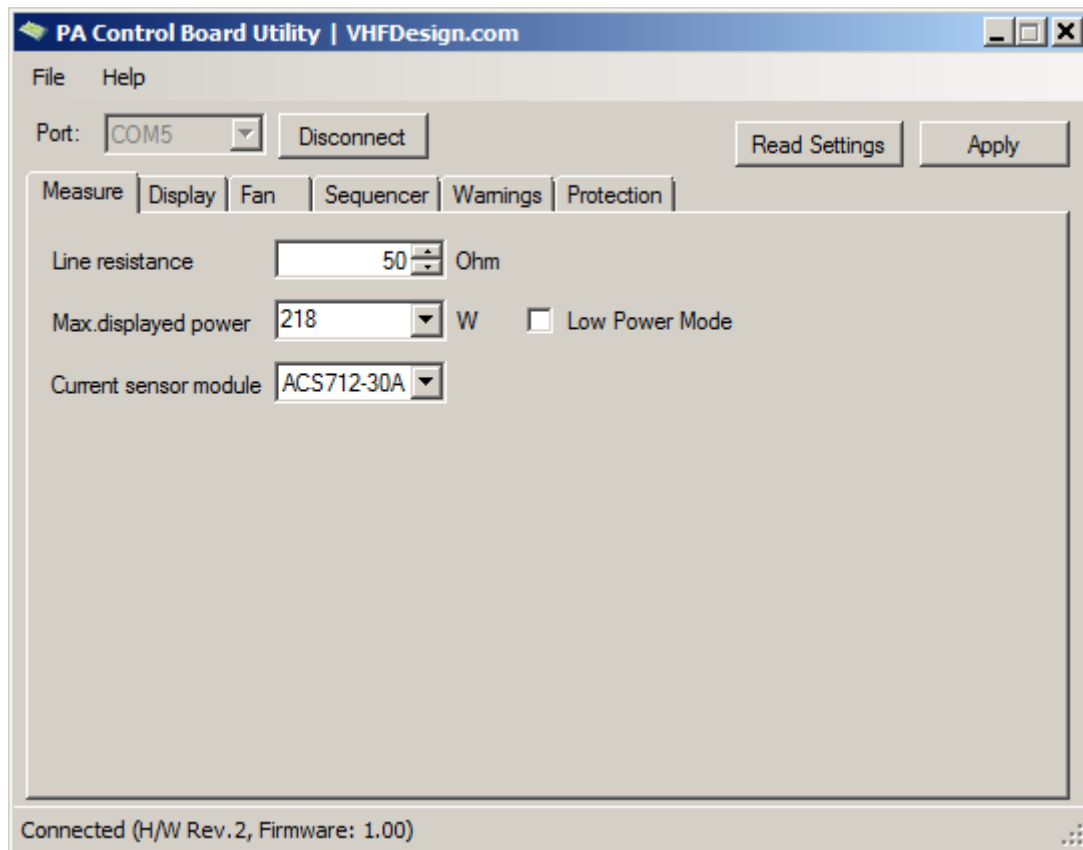 PA Control Board Utility | VHFDesign.com
File Help
Port: COM5 Disconnect Read Settings Apply
Measure Display Fan Sequencer Warnings Protection
Line resistance 50 Ohm
Max.displayed power 218 W Low Power Mode
Current sensor module ACS712-30A
Connected (H/W Rev.2, Firmware: 1.00)